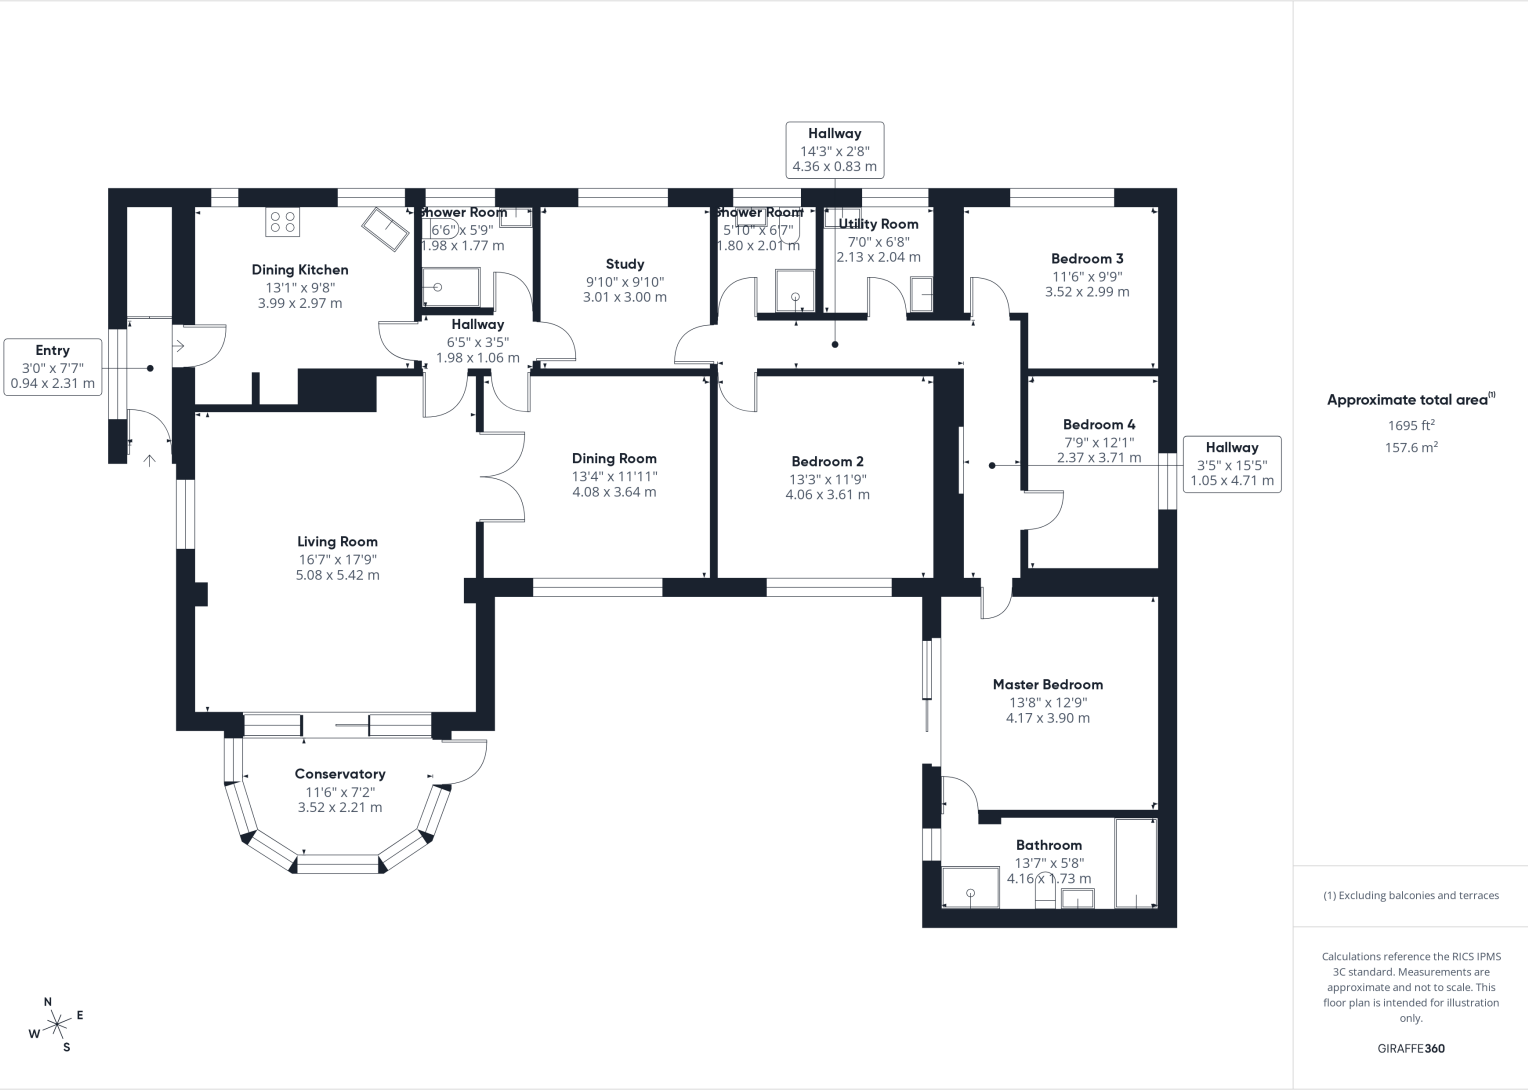 Hallway
14'3" x 2'8"
4.36 x 0.83 m
Shower Room
6'6" x 5'9"
1.98 x 1.77 m
Shower Room
5'10" x 6'7"
1.80 x 2.01 m
Utility Room
7'0" x 6'8"
2.13 x 2.04 m
Dining Kitchen
13'1" x 9'8"
3.99 x 2.97 m
Study
9'10" x 9'10"
3.01 x 3.00 m
Bedroom 3
11'6" x 9'9"
3.52 x 2.99 m
Hallway
6'5" x 3'5"
1.98 x 1.06 m
Entry
3'0" x 7'7"
0.94 x 2.31 m
Bedroom 4
7'9" x 12'1"
2.37 x 3.71 m
Hallway
3'5" x 15'5"
1.05 x 4.71 m
Dining Room
13'4" x 11'11"
4.08 x 3.64 m
Bedroom 2
13'3" x 11'9"
4.06 x 3.61 m
Living Room
16'7" x 17'9"
5.08 x 5.42 m
Master Bedroom
13'8" x 12'9"
4.17 x 3.90 m
Conservatory
11'6" x 7'2"
3.52 x 2.21 m
Bathroom
13'7" x 5'8"
4.16 x 1.73 m
N
E
W
S
Approximate total area(1)
1695 ft²
157.6 m²
(1) Excluding balconies and terraces
Calculations reference the RICS IPMS
3C standard. Measurements are
approximate and not to scale. This
floor plan is intended for illustration
only.
GIRAFFE360